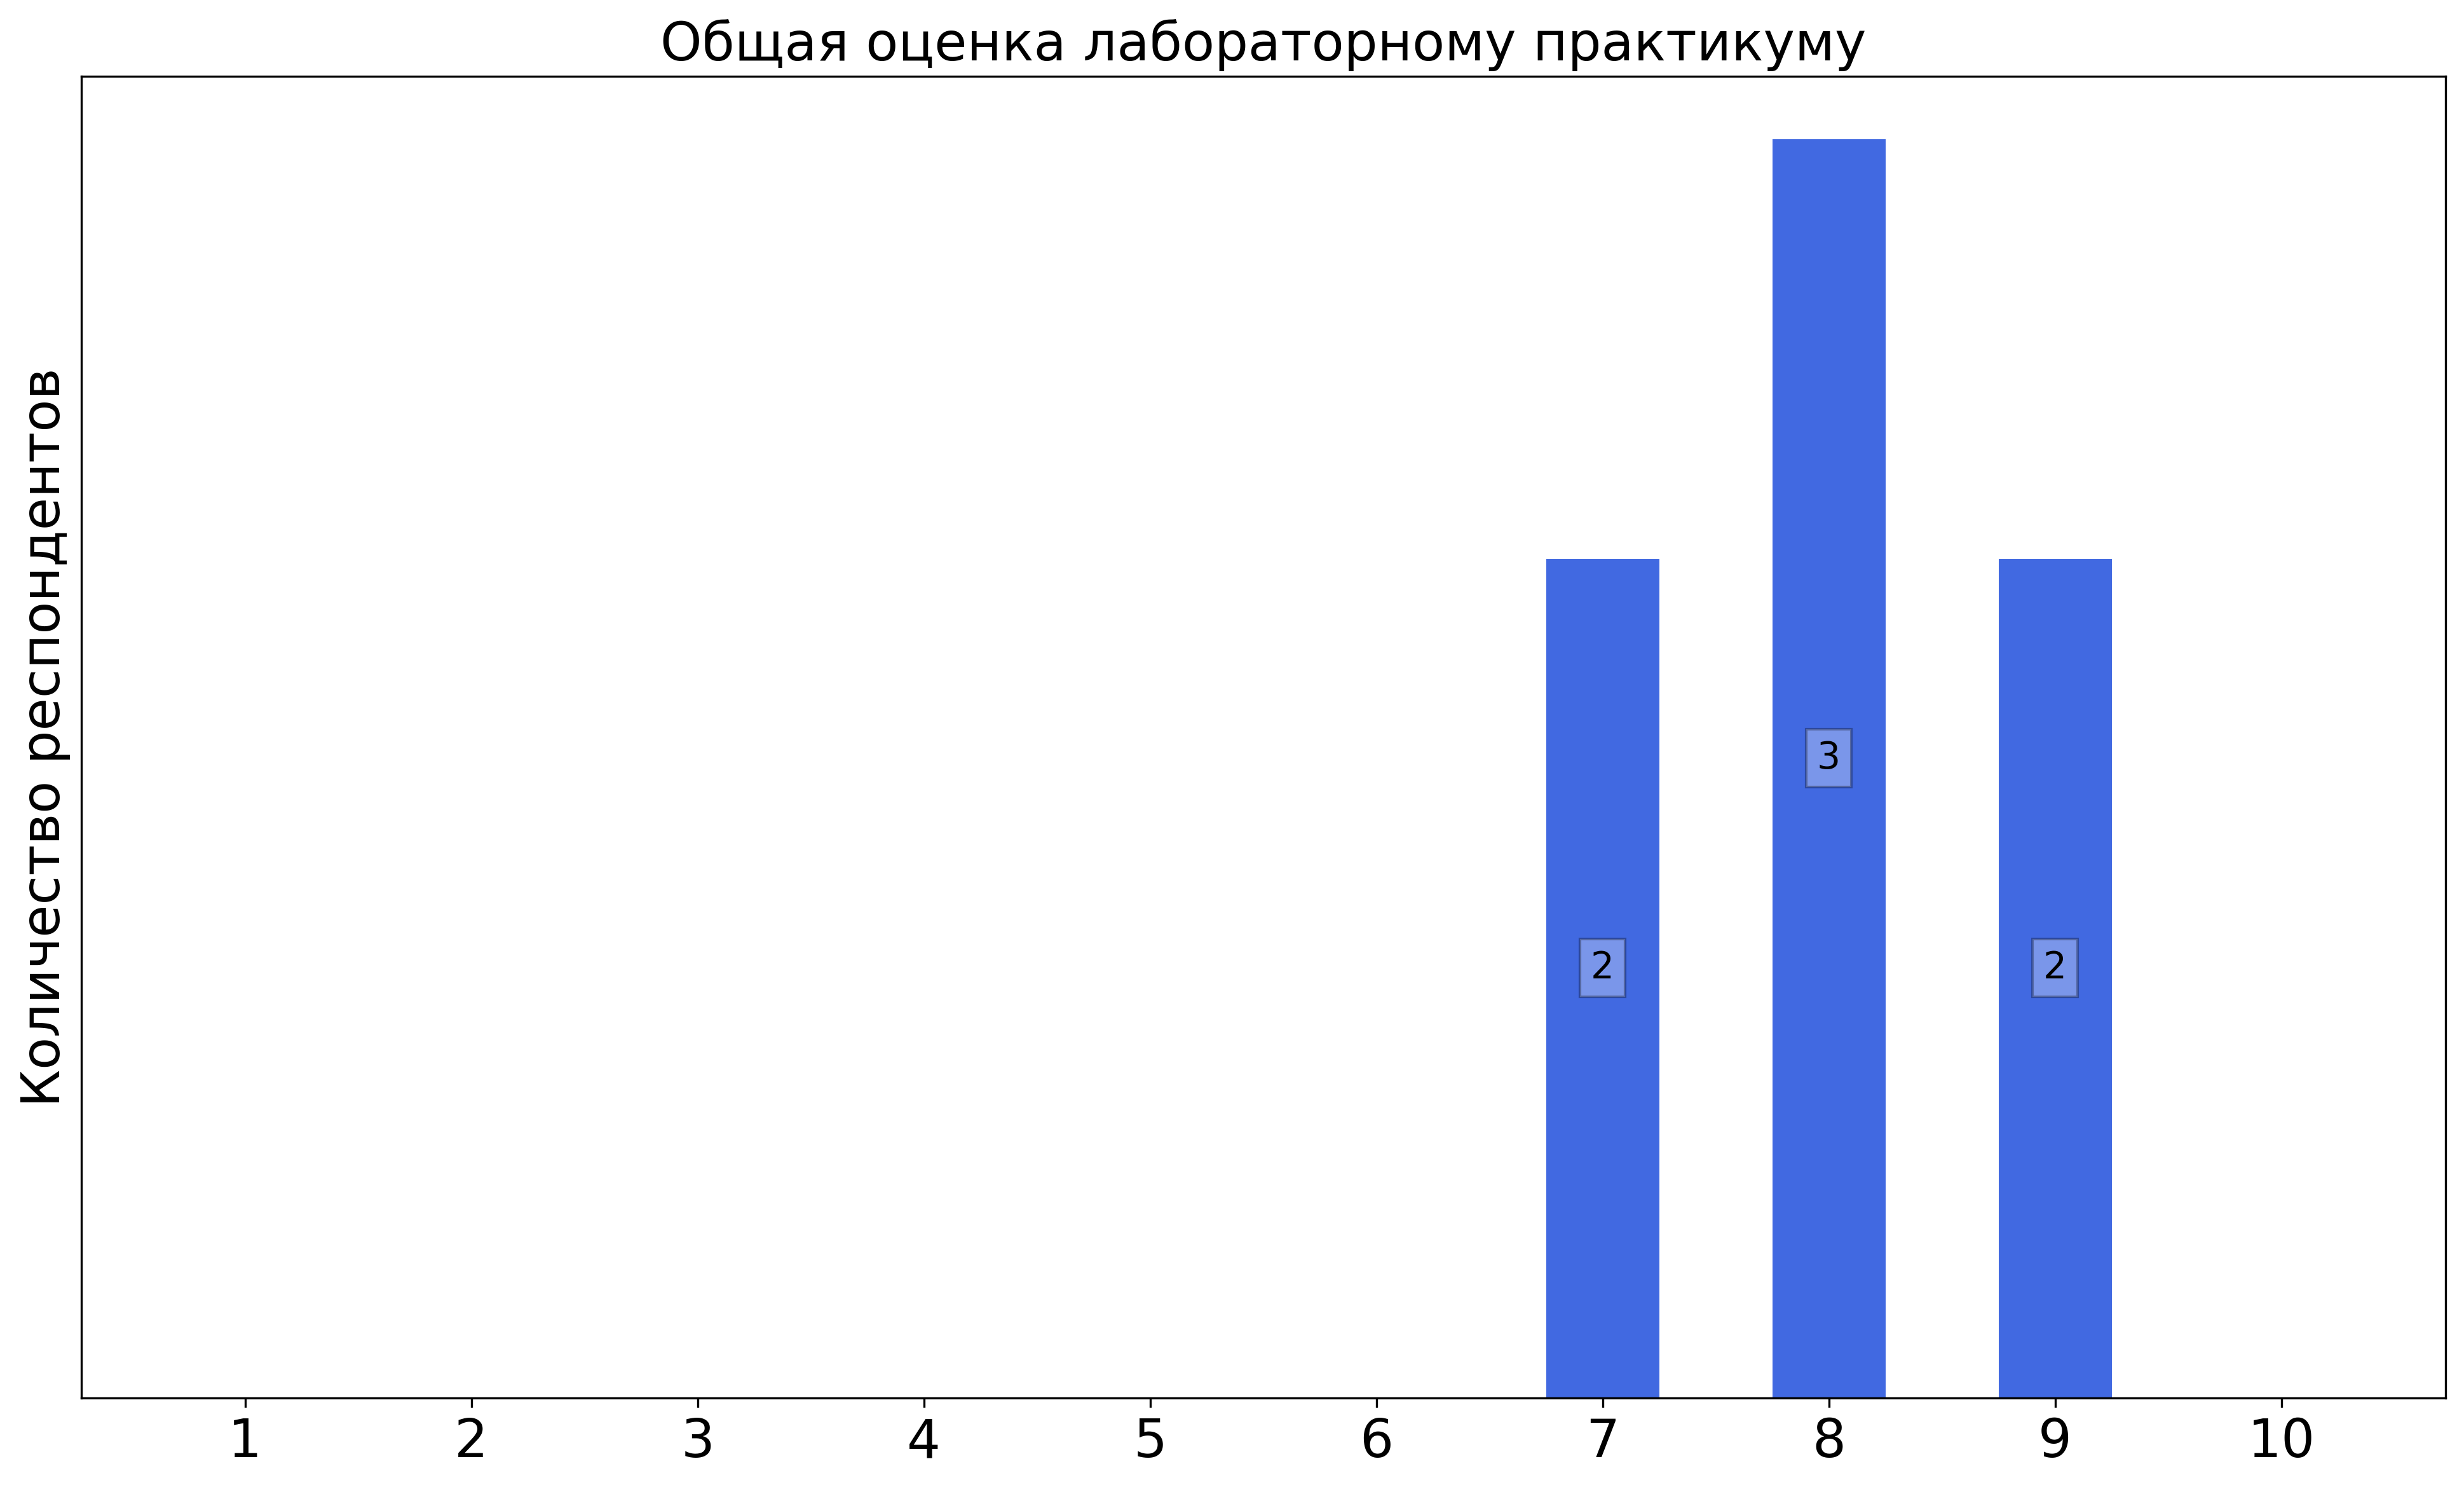 Общая оценка лабораторному практикуму
Количество респондентов
3
2
2
1 2 3 4 5 6 7 8 9 10